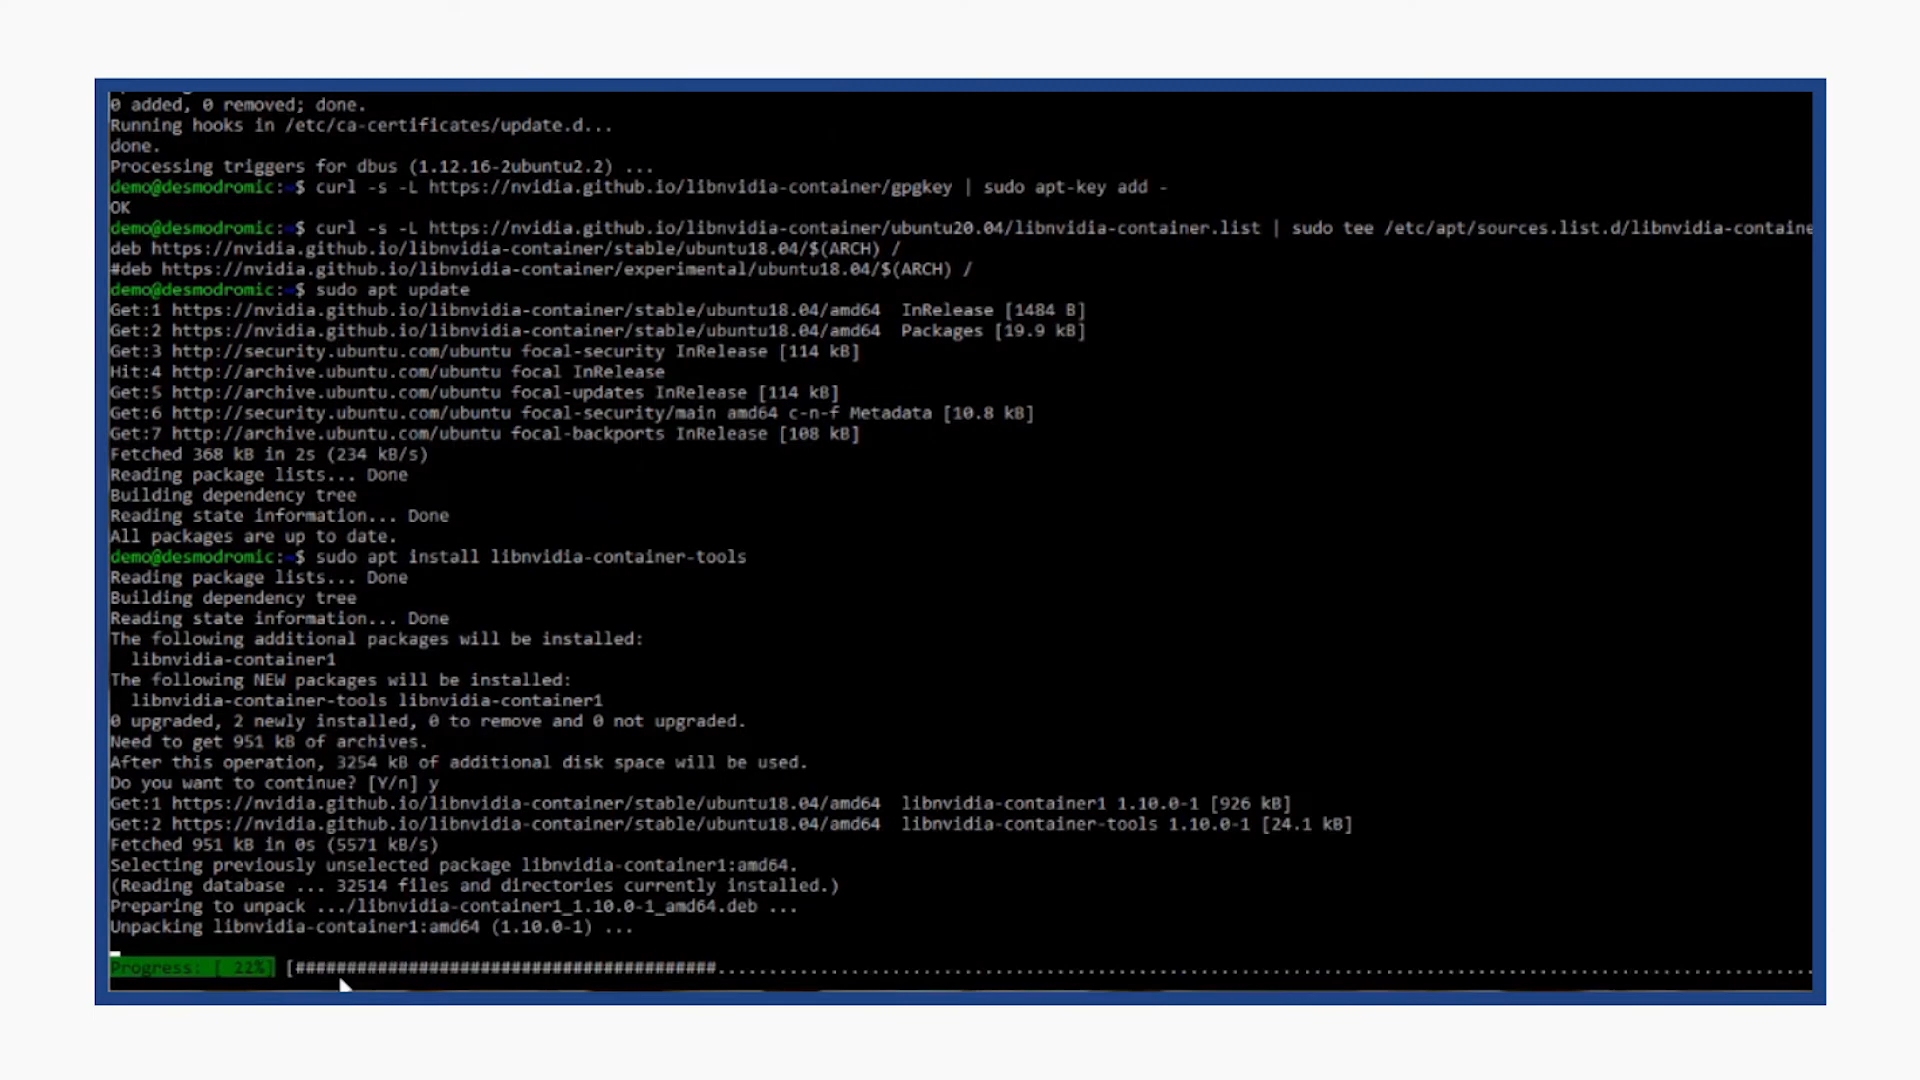 0 added, 0 removed; done.
Running hooks in /etc/ca-certificates/update.d...
done.
Processing triggers for dbus (1.12.16-2ubuntu2.2) ...
demo@desmodromic:~$ curl -s -L https://nvidia.github.io/libnvidia-container/gpgkey | sudo apt-key add -
OK
demo@desmodromic:~$ curl -s -L https://nvidia.github.io/libnvidia-container/ubuntu20.04/libnvidia-container.list | sudo tee /etc/apt/sources.list.d/libnvidia-containe
deb https://nvidia.github.io/libnvidia-container/stable/ubuntu18.04/$(ARCH) /
#deb https://nvidia.github.io/libnvidia-container/experimental/ubuntu18.04/$(ARCH) /
demo@desmodromic:~$ sudo apt update
Get:1 https://nvidia.github.io/libnvidia-container/stable/ubuntu18.04/amd64  InRelease [1484 B]
Get:2 https://nvidia.github.io/libnvidia-container/stable/ubuntu18.04/amd64  Packages [19.9 kB]
Get:3 http://security.ubuntu.com/ubuntu focal-security InRelease [114 kB]
Hit:4 http://archive.ubuntu.com/ubuntu focal InRelease
Get:5 http://archive.ubuntu.com/ubuntu focal-updates InRelease [114 kB]
Get:6 http://security.ubuntu.com/ubuntu focal-security/main amd64 c-n-f Metadata [10.8 kB]
Get:7 http://archive.ubuntu.com/ubuntu focal-backports InRelease [108 kB]
Fetched 368 kB in 2s (234 kB/s)
Reading package lists... Done
Building dependency tree
Reading state information... Done
All packages are up to date.
demo@desmodromic:~$ sudo apt install libnvidia-container-tools
Reading package lists... Done
Building dependency tree
Reading state information... Done
The following additional packages will be installed:
  libnvidia-container1
The following NEW packages will be installed:
  libnvidia-container-tools libnvidia-container1
0 upgraded, 2 newly installed, 0 to remove and 0 not upgraded.
Need to get 951 kB of archives.
After this operation, 3254 kB of additional disk space will be used.
Do you want to continue? [Y/n] y
Get:1 https://nvidia.github.io/libnvidia-container/stable/ubuntu18.04/amd64  libnvidia-container1 1.10.0-1 [926 kB]
Get:2 https://nvidia.github.io/libnvidia-container/stable/ubuntu18.04/amd64  libnvidia-container-tools 1.10.0-1 [24.1 kB]
Fetched 951 kB in 0s (5571 kB/s)
Selecting previously unselected package libnvidia-container1:amd64.
(Reading database ... 32514 files and directories currently installed.)
Preparing to unpack .../libnvidia-container1_1.10.0-1_amd64.deb ...
Unpacking libnvidia-container1:amd64 (1.10.0-1) ...
Progress: [ 22%] [#########################################...........................................................................................................